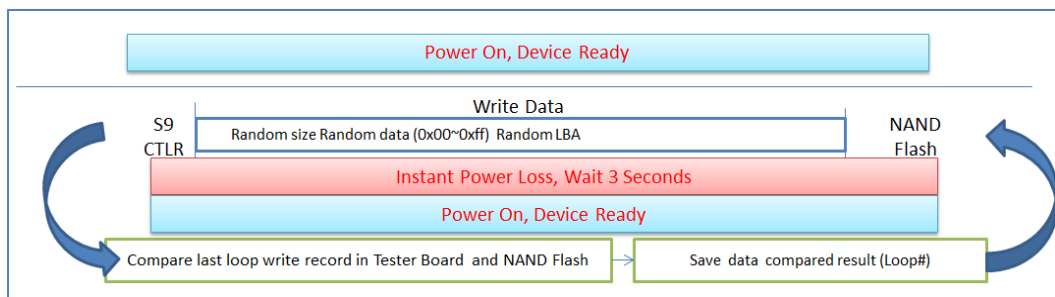 Power On, Device Ready
Write Data
S9
CTLR
Random size Random data (0x00~0xff) Random LBA
NAND
Flash
Instant Power Loss, Wait 3 Seconds
Power On, Device Ready
Compare last loop write record in Tester Board and NAND Flash
Save data compared result (Loop#)